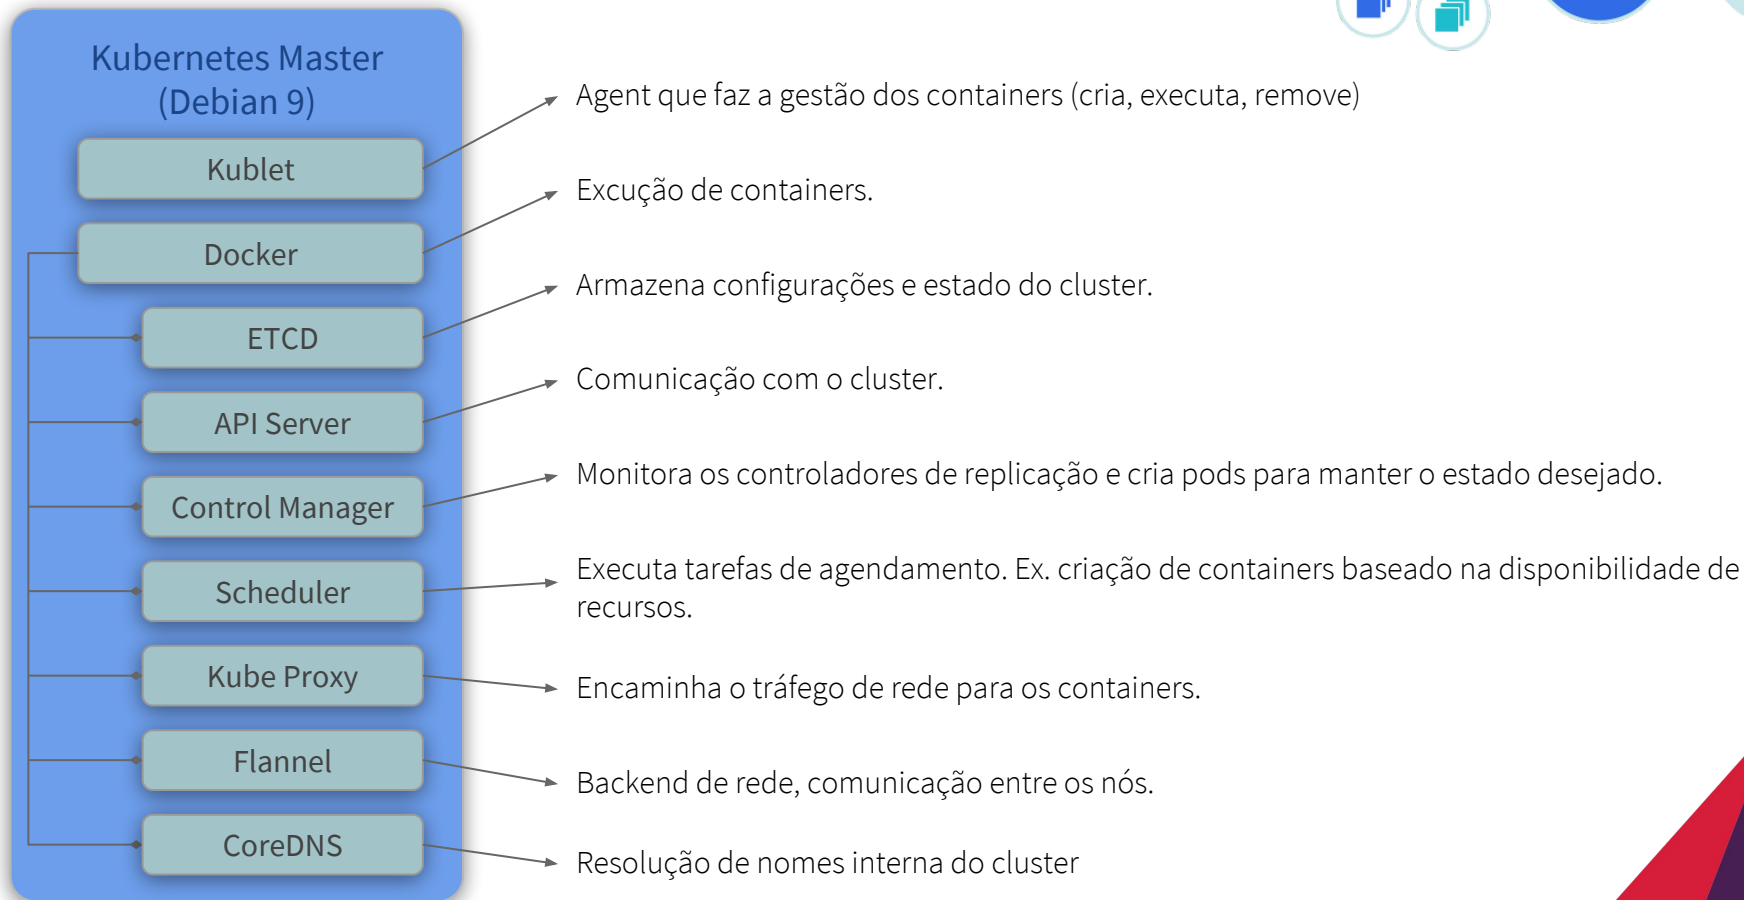 Kubernetes Master
(Debian 9)
Kublet
Agent que faz a gestão dos containers (cria, executa, remove)
Docker
Excução de containers.
ETCD
Armazena configurações e estado do cluster.
API Server
Comunicação com o cluster.
Control Manager
Monitora os controladores de replicação e cria pods para manter o estado desejado.
Scheduler
Executa tarefas de agendamento. Ex. criação de containers baseado na disponibilidade de
recursos.
Kube Proxy
Encaminha o tráfego de rede para os containers.
Flannel
Backend de rede, comunicação entre os nós.
CoreDNS
Resolução de nomes interna do cluster